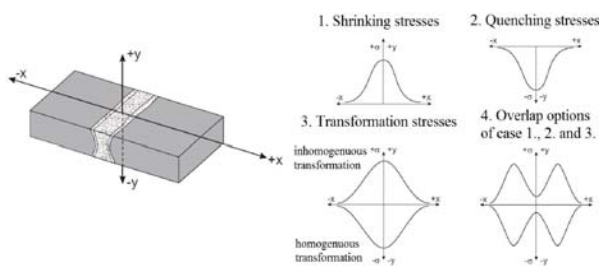 +y
-x
+x
-y
1. Shrinking stresses
+σ +y
-x +x
2. Quenching stresses
-x +x
-σ -y
3. Transformation stresses
inhomogenuous
transformation
+σ +y
-x +x
homogenuous
transformation
-σ -y
4. Overlap options
of case 1., 2. and 3.
+σ +y
-x +x
-σ -y